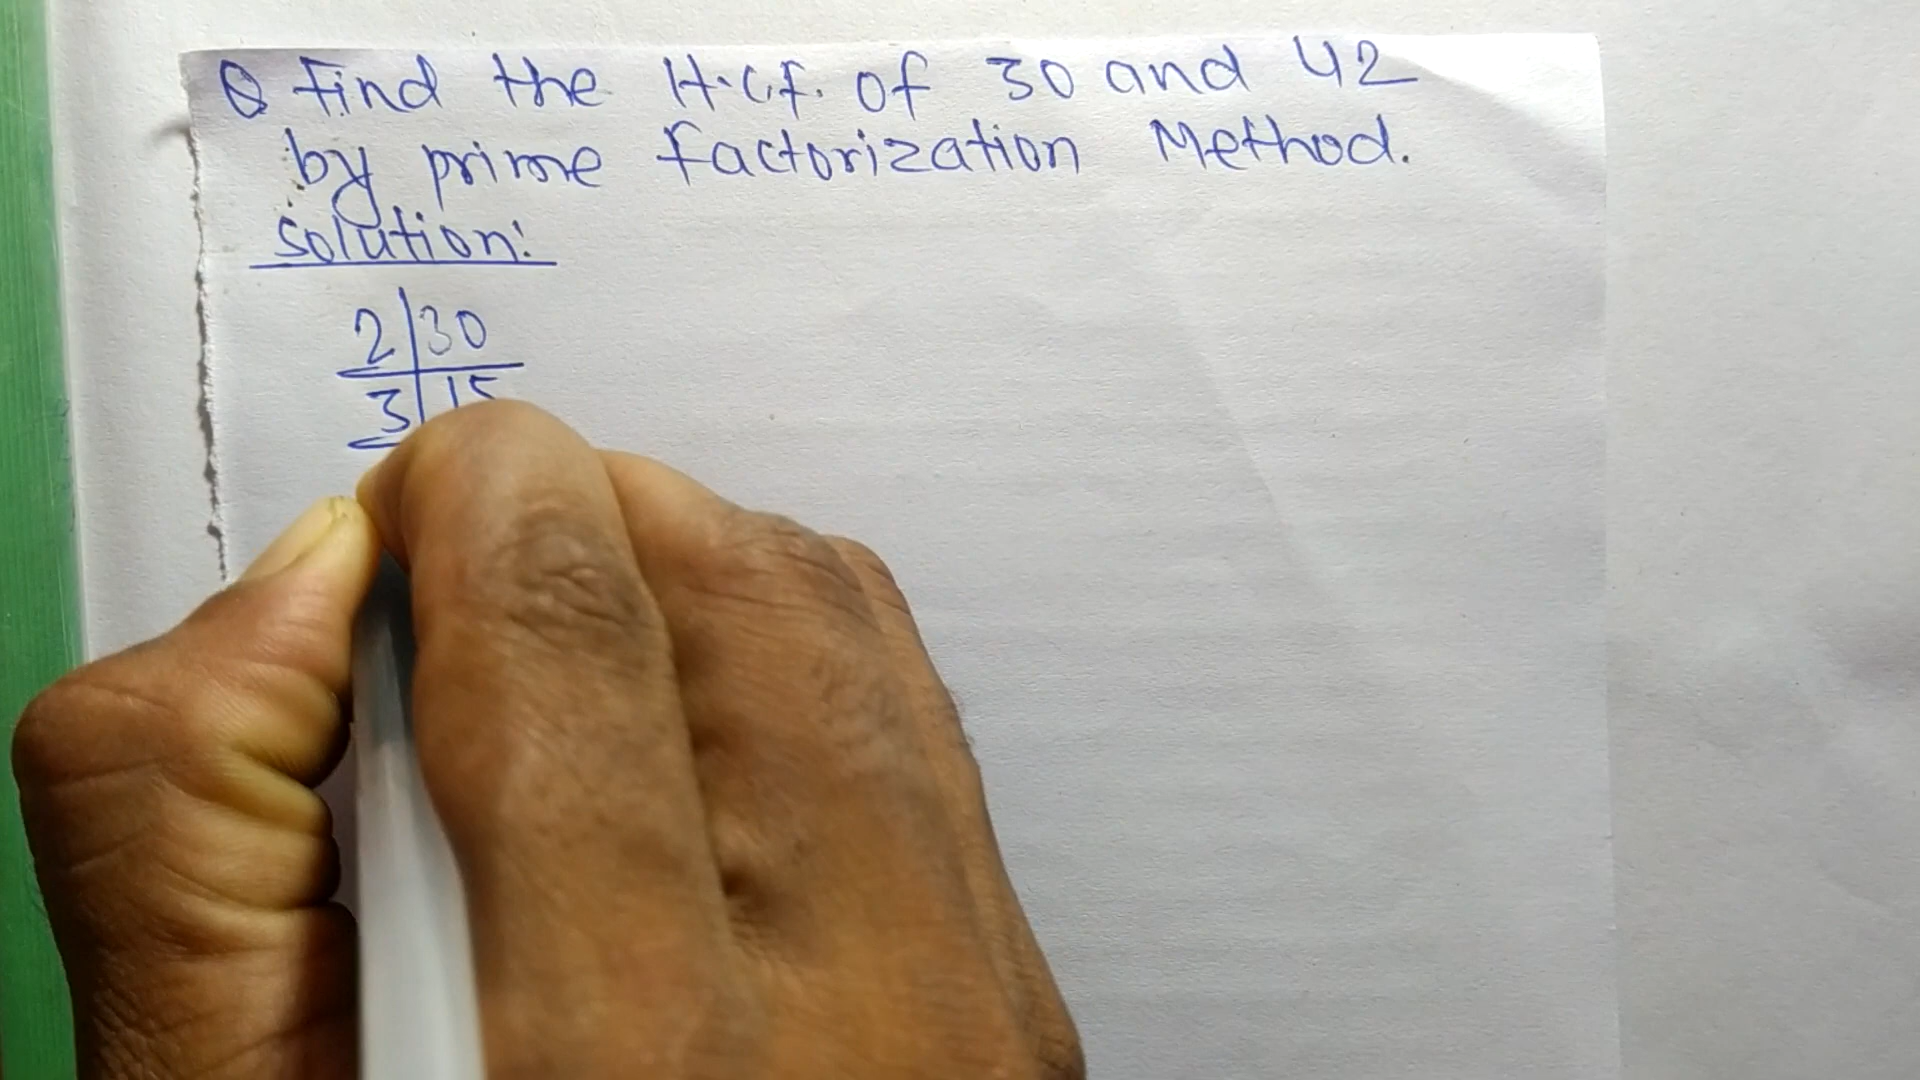 Q Find the H.C.F. of 30 and 42
by prime factorization Method.
Solution:
2 | 30
3 | 15